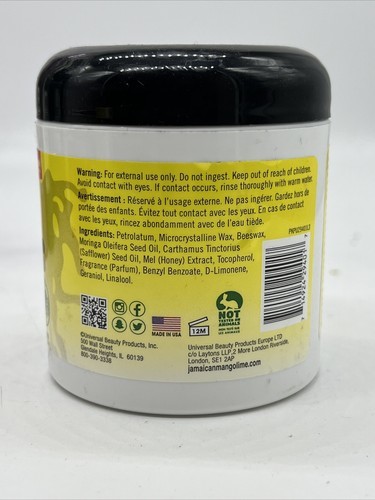 Warning: For external use only. Do not ingest. Keep out of reach of children.
Avoid contact with eyes. If contact occurs, rinse thoroughly with warm water.
Avertissement : Réservé à l'usage externe. Ne pas ingérer. Gardez hors de
portée des enfants. Évitez tout contact avec les yeux. En cas de contact
avec les yeux, rincez abondamment avec de l'eau tiède.
Ingredients: Petrolatum, Microcrystalline Wax, Beeswax,
Moringa Oleifera Seed Oil, Carthamus Tinctorius
(Safflower) Seed Oil, Mel (Honey) Extract, Tocopherol,
Fragrance (Parfum), Benzyl Benzoate, D-Limonene,
Geraniol, Linalool.
NOT
TESTED ON
ANIMALS
MADE IN USA
12M
©Universal Beauty Products, Inc.
500 Wall Street
Glendale Heights, IL 60139
800-390-3338
Universal Beauty Products Europe LTD
c/o Laytons LLP, 2 More London Riverside,
London, SE1 2AP
jamaicanmangolime.com